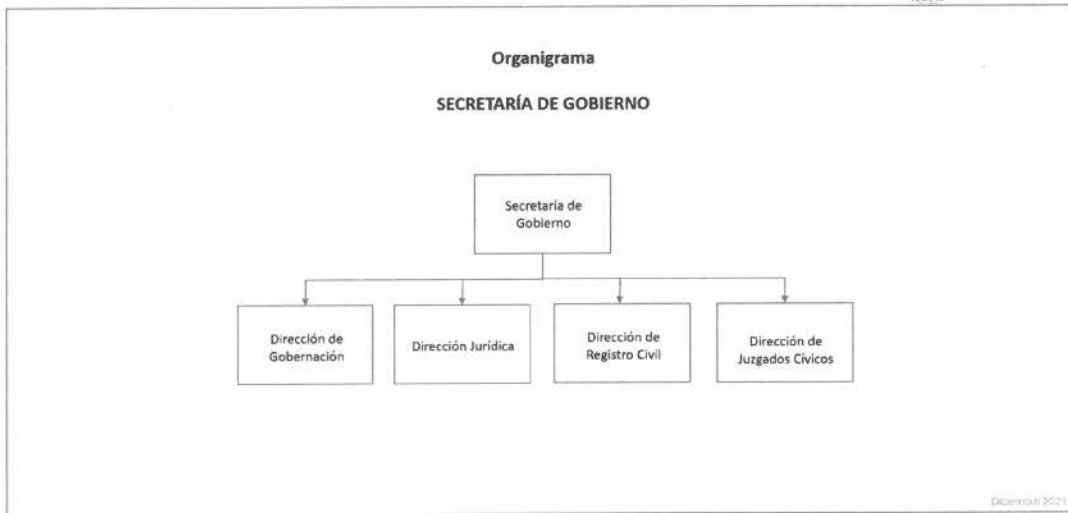 Organigrama
SECRETARÍA DE GOBIERNO
Secretaría de
Gobierno
Dirección de
Gobernación
Dirección Jurídica
Dirección de
Registro Civil
Dirección de
Juzgados Cívicos
Diciembre 2021